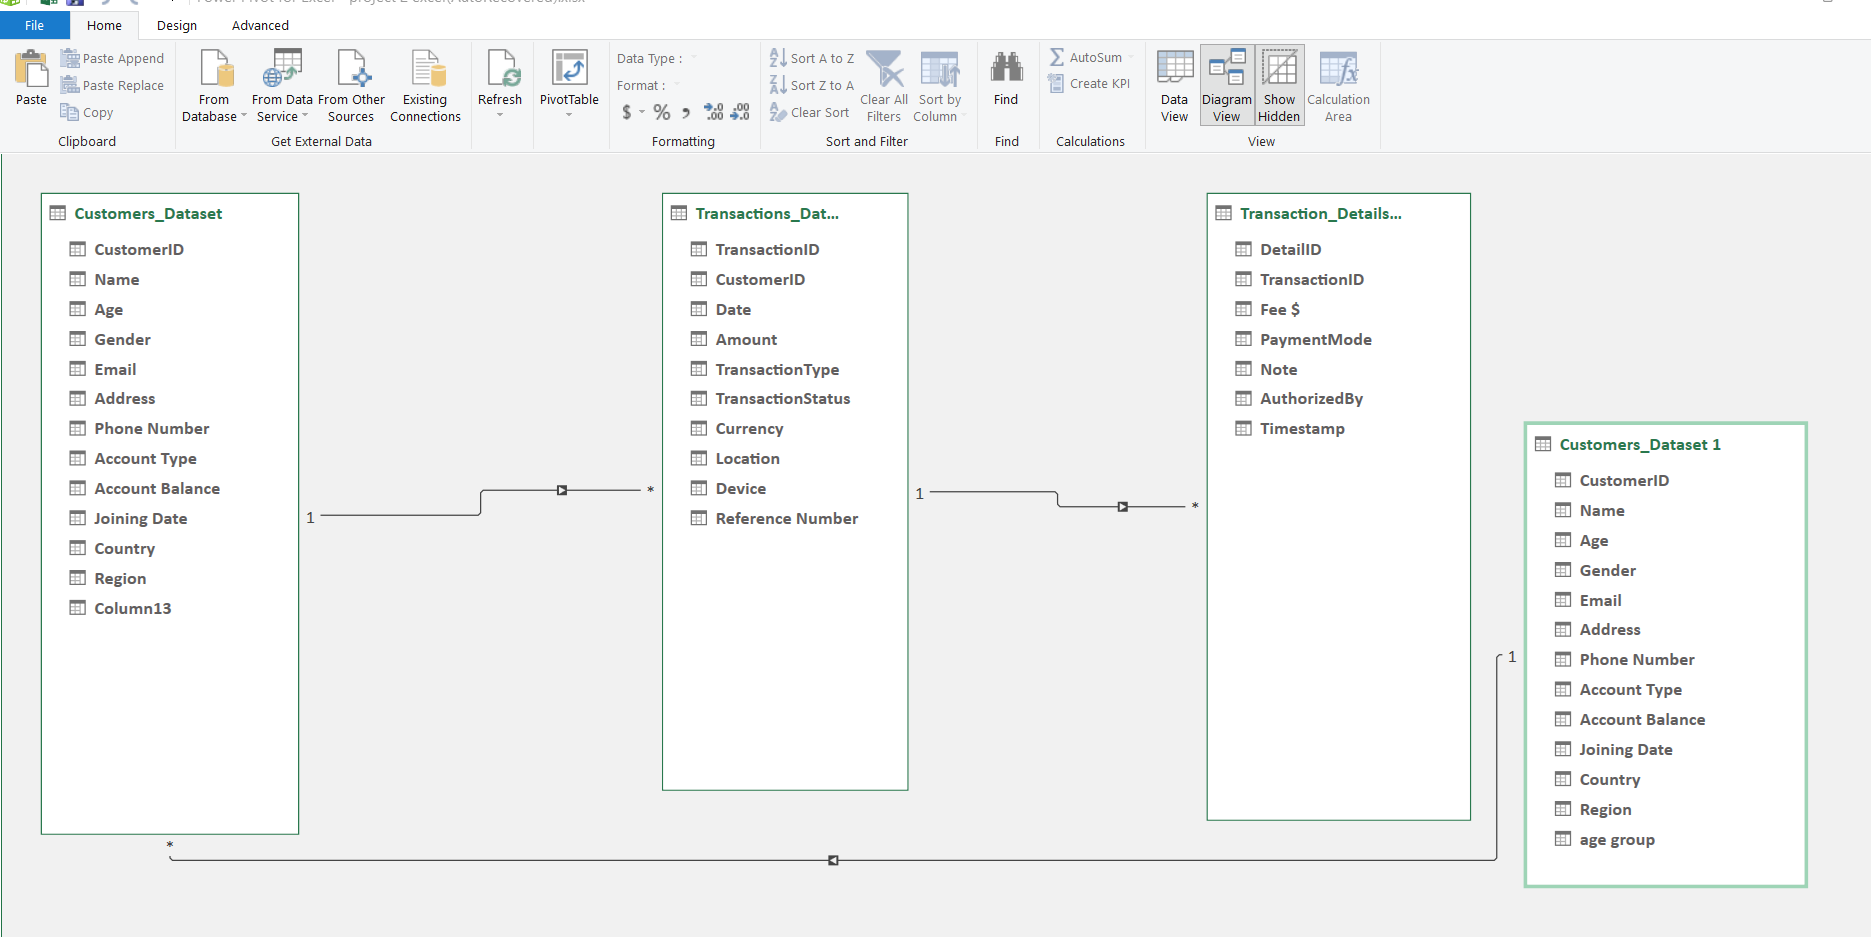 File Home Design Advanced
Paste
Paste Append
Paste Replace
Copy
Clipboard
From Database
From Data Service
From Other Sources
Existing Connections
Get External Data
Refresh
PivotTable
Data Type :
Format :
$ % , .00 .00
Formatting
Sort A to Z
Sort Z to A
Clear Sort
Clear All Filters
Sort by Column
Sort and Filter
Find
Find
AutoSum
Create KPI
Calculations
Data View
Diagram View
Show Hidden
Calculation Area
View
Customers_Dataset
CustomerID
Name
Age
Gender
Email
Address
Phone Number
Account Type
Account Balance
Joining Date
Country
Region
Column13
1
*
Transactions_Dat...
TransactionID
CustomerID
Date
Amount
TransactionType
TransactionStatus
Currency
Location
Device
Reference Number
1
*
Transaction_Details...
DetailID
TransactionID
Fee $
PaymentMode
Note
AuthorizedBy
Timestamp
Customers_Dataset 1
CustomerID
Name
Age
Gender
Email
Address
Phone Number
Account Type
Account Balance
Joining Date
Country
Region
age group
1
*